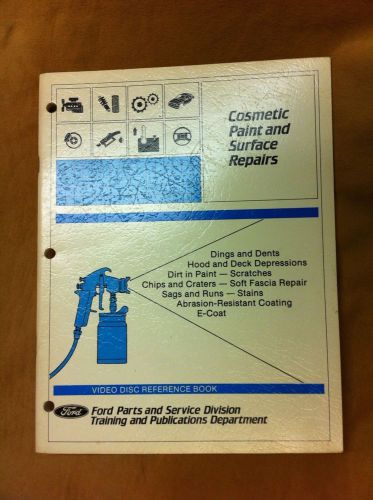 Cosmetic
Paint and
Surface
Repairs
Dings and Dents
Hood and Deck Depressions
Dirt in Paint — Scratches
Chips and Craters — Soft Fascia Repair
Sags and Runs — Stains
Abrasion-Resistant Coating
E-Coat
VIDEO DISC REFERENCE BOOK
Ford
Ford Parts and Service Division
Training and Publications Department